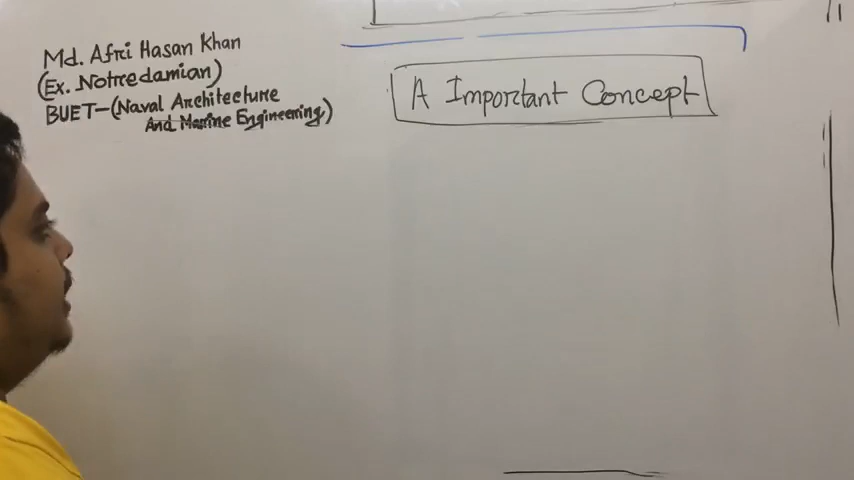 Md. Afri Hasan Khan
(Ex. Notredamian)
BUET-(Naval Architecture
And Marine Engineering)
A Important Concept